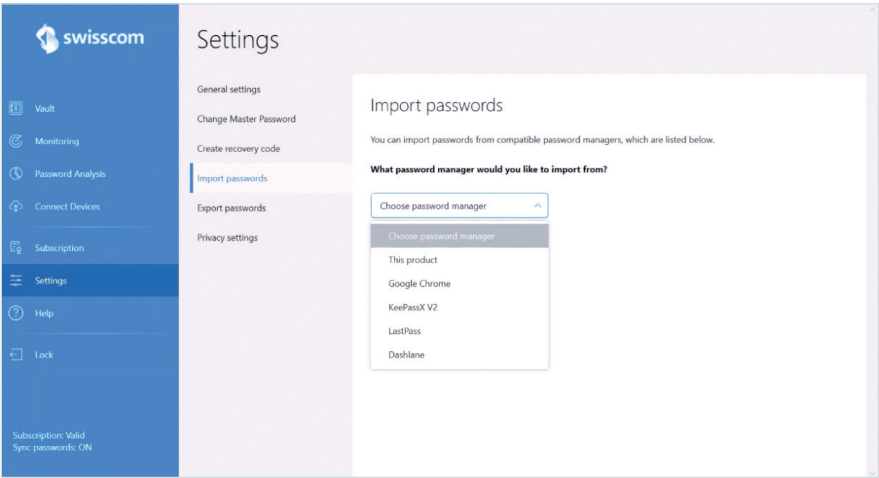 swisscom
Vault
Monitoring
Password Analysis
Connect Devices
Subscription
Settings
Help
Lock
Subscription: Valid
Sync passwords: ON
Settings
General settings
Change Master Password
Create recovery code
Import passwords
Export passwords
Privacy settings
Import passwords
You can import passwords from compatible password managers, which are listed below.
What password manager would you like to import from?
Choose password manager
Choose password manager
This product
Google Chrome
KeePassX V2
LastPass
Dashlane